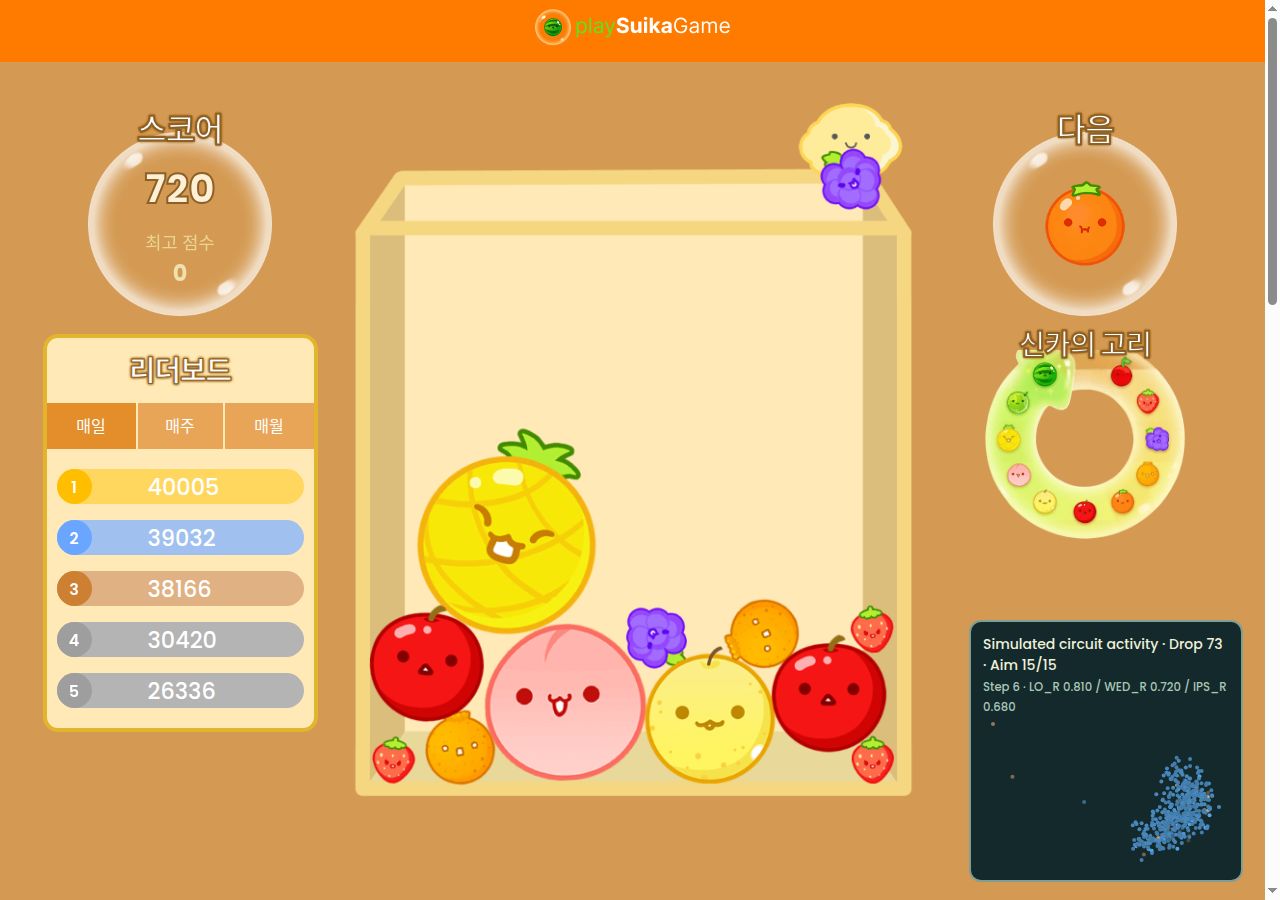 playSuikaGame
스코어
720
최고 점수
0
리더보드
매일 매주 매월
1 40005
2 39032
3 38166
4 30420
5 26336
다음
신카의 고리
Simulated circuit activity · Drop 73
· Aim 15/15
Step 6 · LO_R 0.810 / WED_R 0.720 / IPS_R
0.680